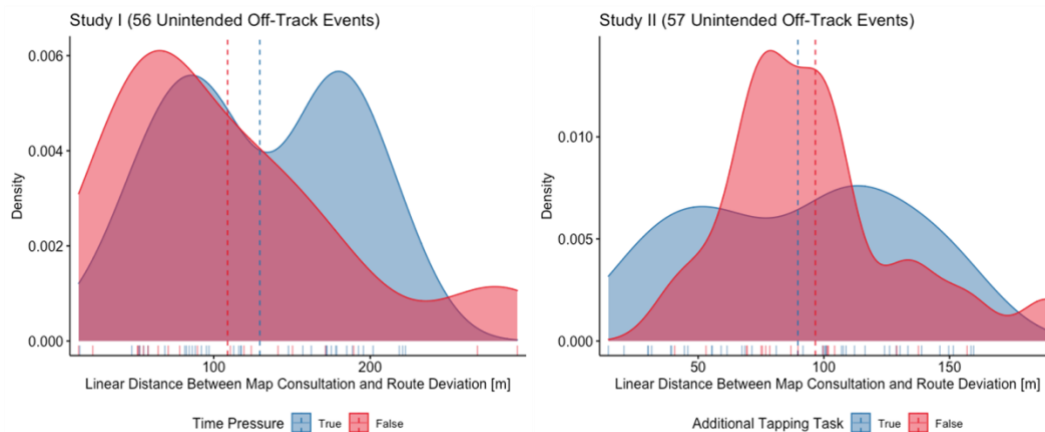 Study I (56 Unintended Off-Track Events)
0.006
0.004
0.002
0.000
Density
100
200
Linear Distance Between Map Consultation and Route Deviation [m]
Time Pressure True False
Study II (57 Unintended Off-Track Events)
0.010
0.005
0.000
Density
50
100
150
Linear Distance Between Map Consultation and Route Deviation [m]
Additional Tapping Task True False